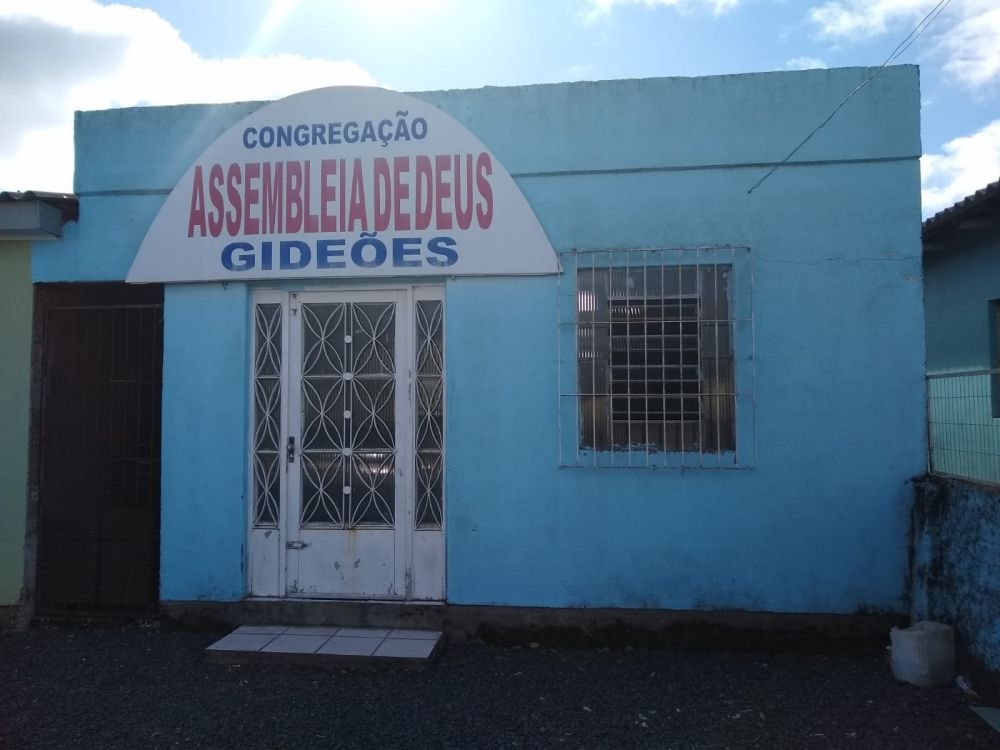 CONGREGAÇÃO
ASSEMBLEIA DE DEUS
GIDEÕES